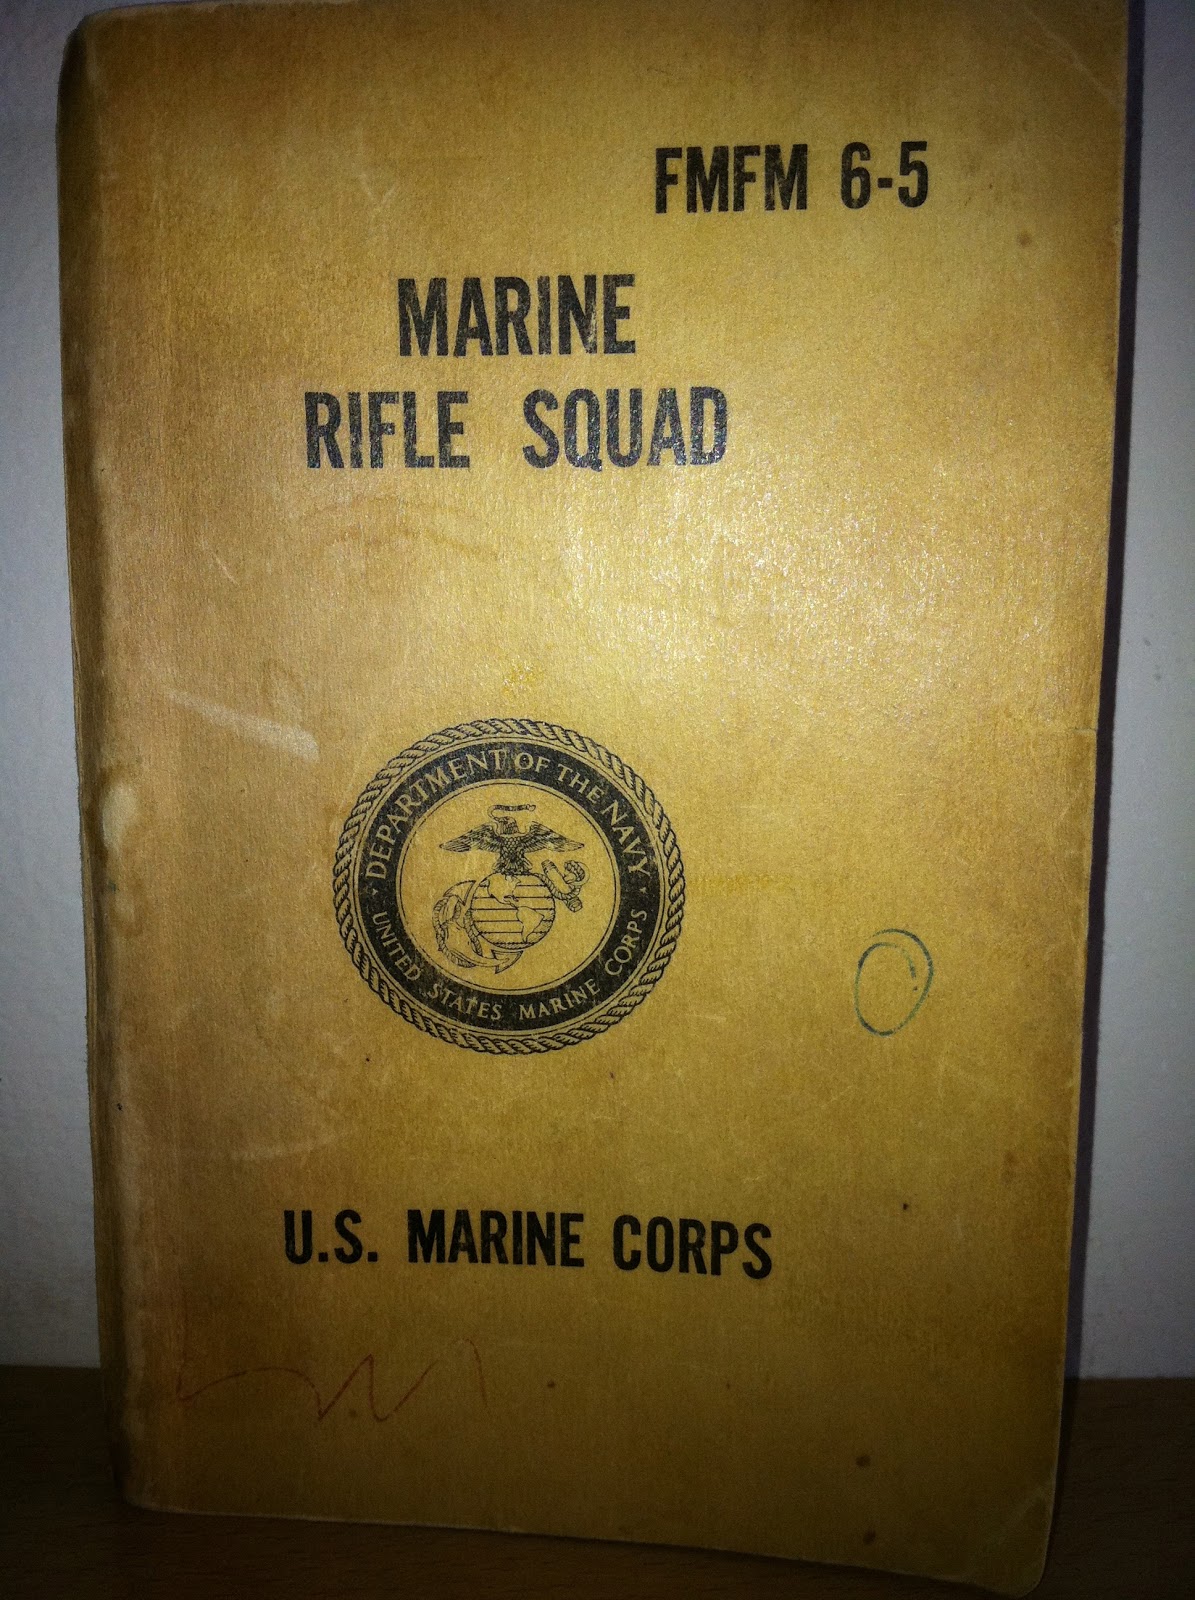 FMFM 6-5
MARINE
RIFLE SQUAD
DEPARTMENT OF THE NAVY
UNITED STATES MARINE CORPS
U.S. MARINE CORPS